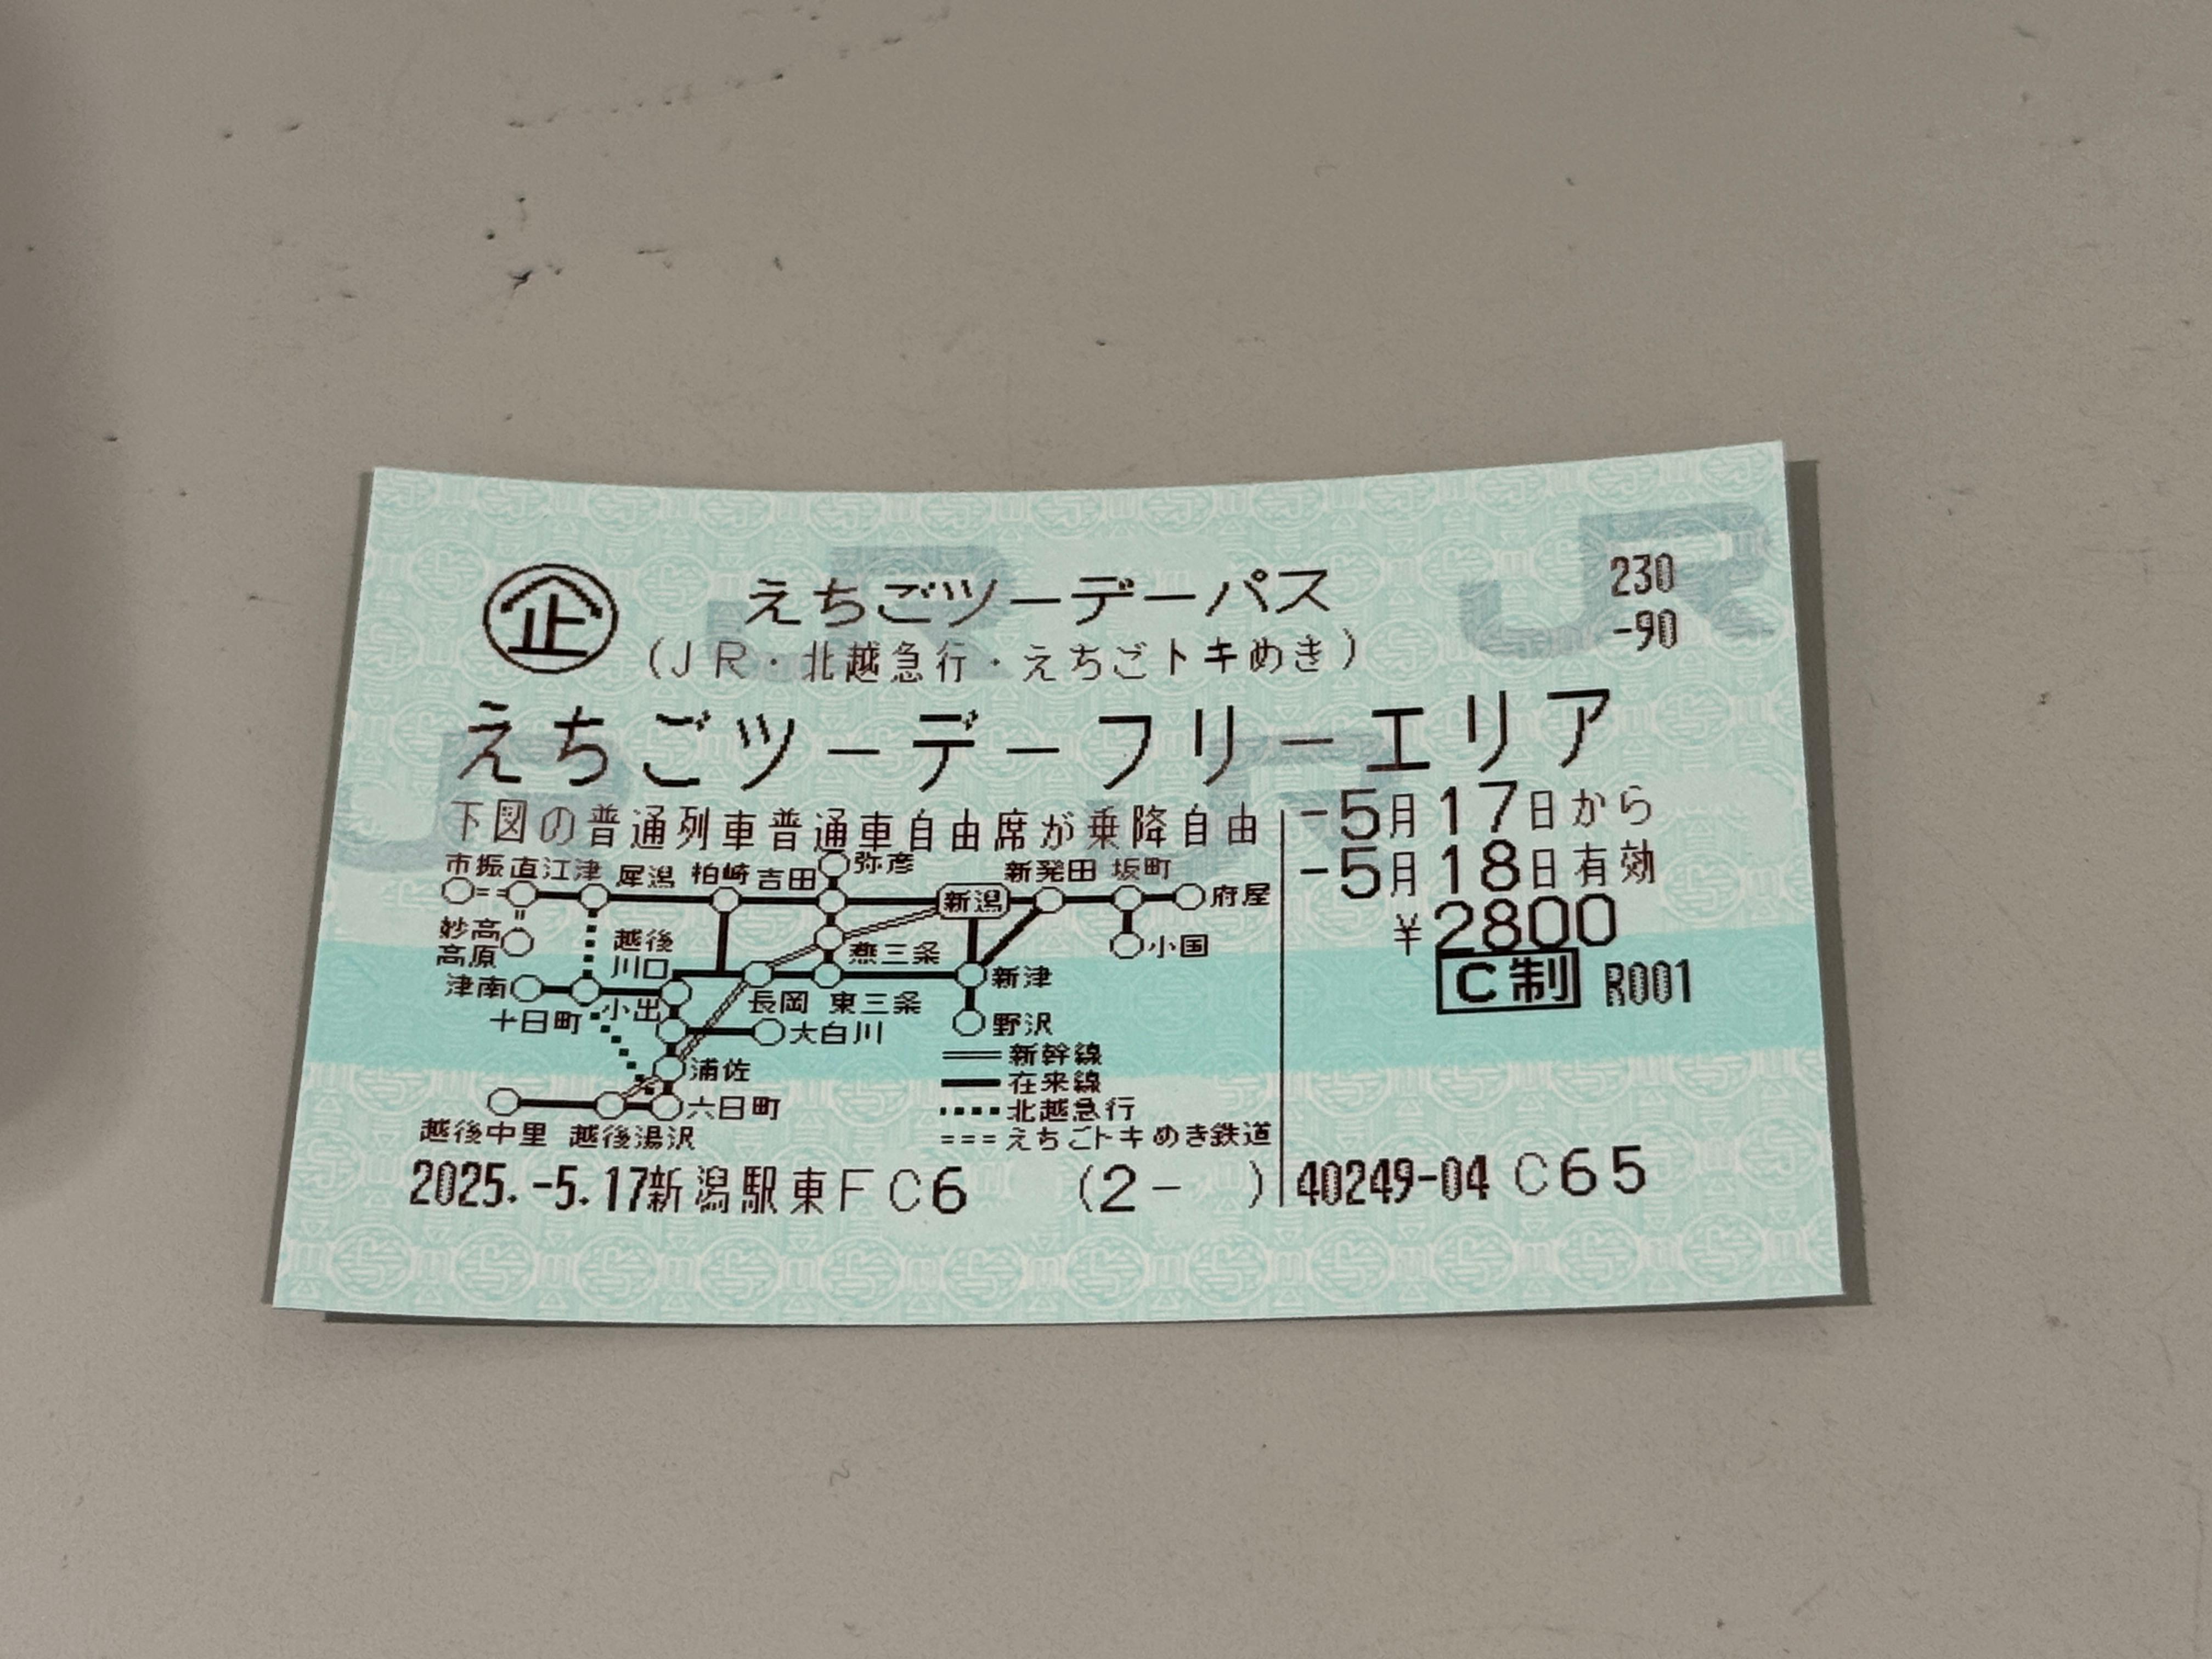 企 えちごツーデーパス 230
(JR・北越急行・えちごトキめき) -90
えちごツーデーフリーエリア
下図の普通列車普通車自由席が乗降自由
-5月17日から
-5月18日有効
¥2800
C制 R001
弥彦
市振 直江津 犀潟 柏崎 吉田 新発田 坂町
新潟 府屋
妙高高原 越後川口 燕三条 小国
津南 新津
十日町 小出 長岡 東三条
大白川 野沢
浦佐 新幹線
在来線
六日町 北越急行
越後中里 越後湯沢 えちごトキめき鉄道
2025.-5.17新潟駅東FC6 (2- ) 40249-04 C65
JR
JR
JR
JR